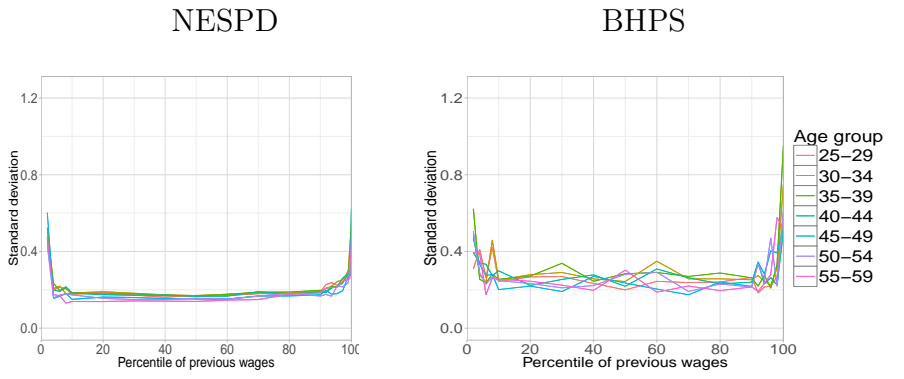 NESPD
BHPS
Standard deviation
1.2
0.8
0.4
0.0
0 20 40 60 80 100
Percentile of previous wages
Standard deviation
1.2
0.8
0.4
0.0
0 20 40 60 80 100
Percentile of previous wages
Age group
25−29
30−34
35−39
40−44
45−49
50−54
55−59